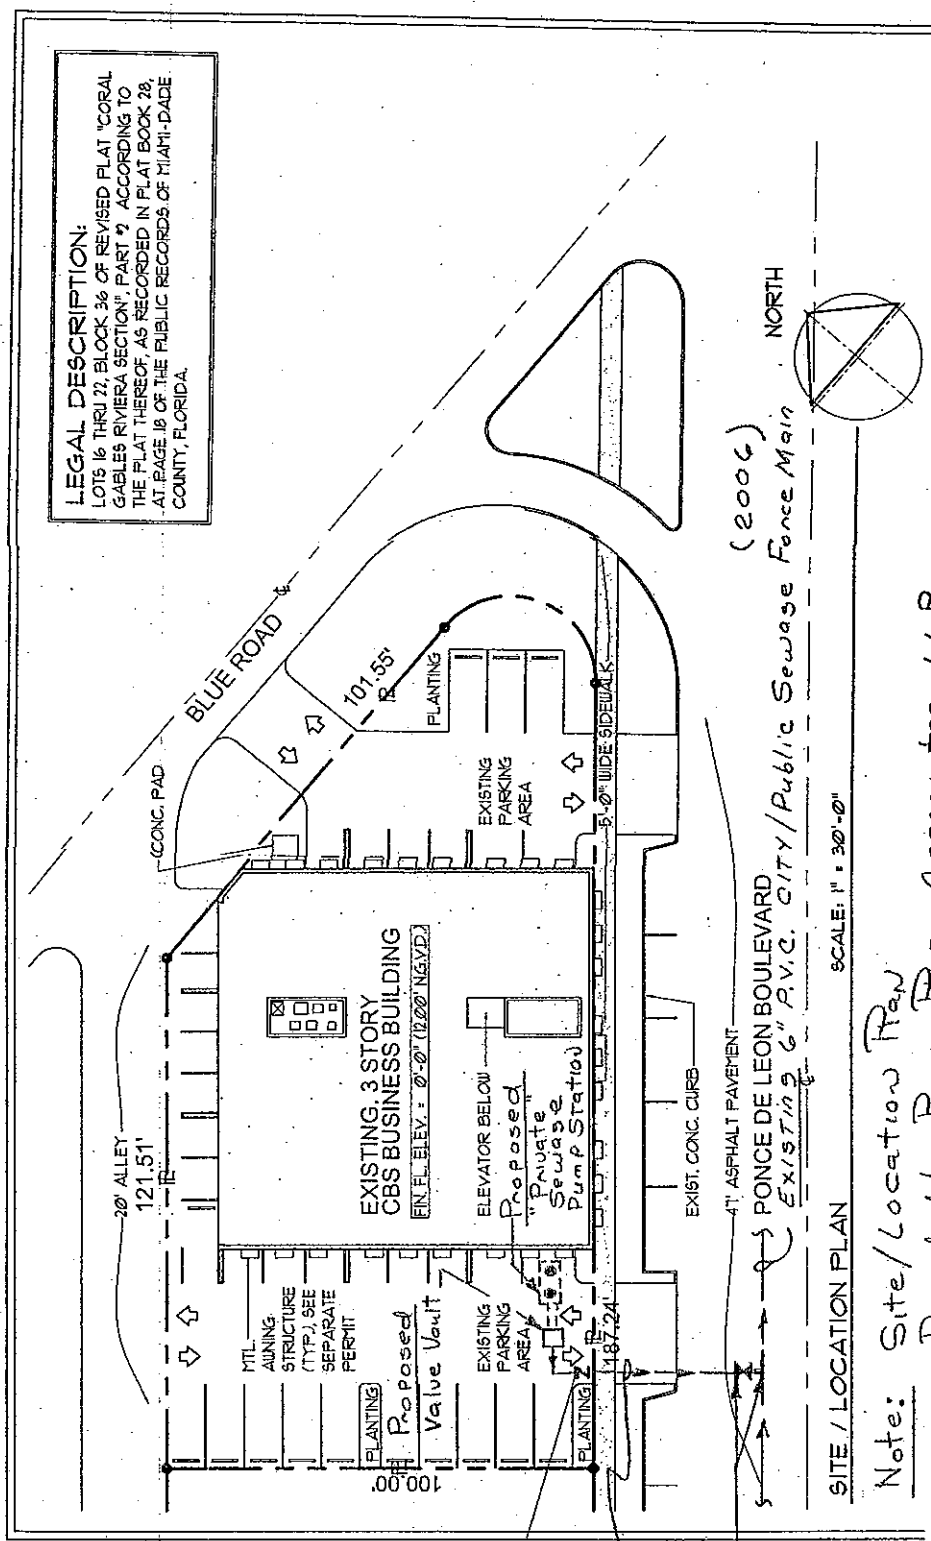 LEGAL DESCRIPTION:
LOTS 16 THRU 22, BLOCK 36 OF REVISED PLAT "CORAL
GABLES RIVIERA SECTION", PART 2 ACCORDING TO
THE PLAT THEREOF, AS RECORDED IN PLAT BOOK 28,
AT PAGE 18 OF THE PUBLIC RECORDS OF MIAMI-DADE
COUNTY, FLORIDA.
20' ALLEY
121.51'
CONC. PAD
BLUE ROAD
101.55'
PLANTING
EXISTING
PARKING
AREA
5'-0" WIDE SIDEWALK
EXISTING, 3 STORY
CBS BUSINESS BUILDING
FIN. FL. ELEV. = 0'-0" (12.00' N.G.V.D.)
ELEVATOR BELOW
Proposed
"Private"
Sewage
Pump Station
MTL.
AWNING
STRUCTURE
(TYP.), SEE
SEPARATE
PERMIT
PLANTING
Proposed
Valve Vault
EXISTING
PARKING
AREA
100.00'
PLANTING
187.24'
EXIST. CONC. CURB
47' ASPHALT PAVEMENT
PONCE DE LEON BOULEVARD
(2006)
Existing 6" P.V.C. CITY/Public Sewage Force Main
NORTH
SITE / LOCATION PLAN
SCALE: 1" = 30'-0"
Note: Site/Location Plan